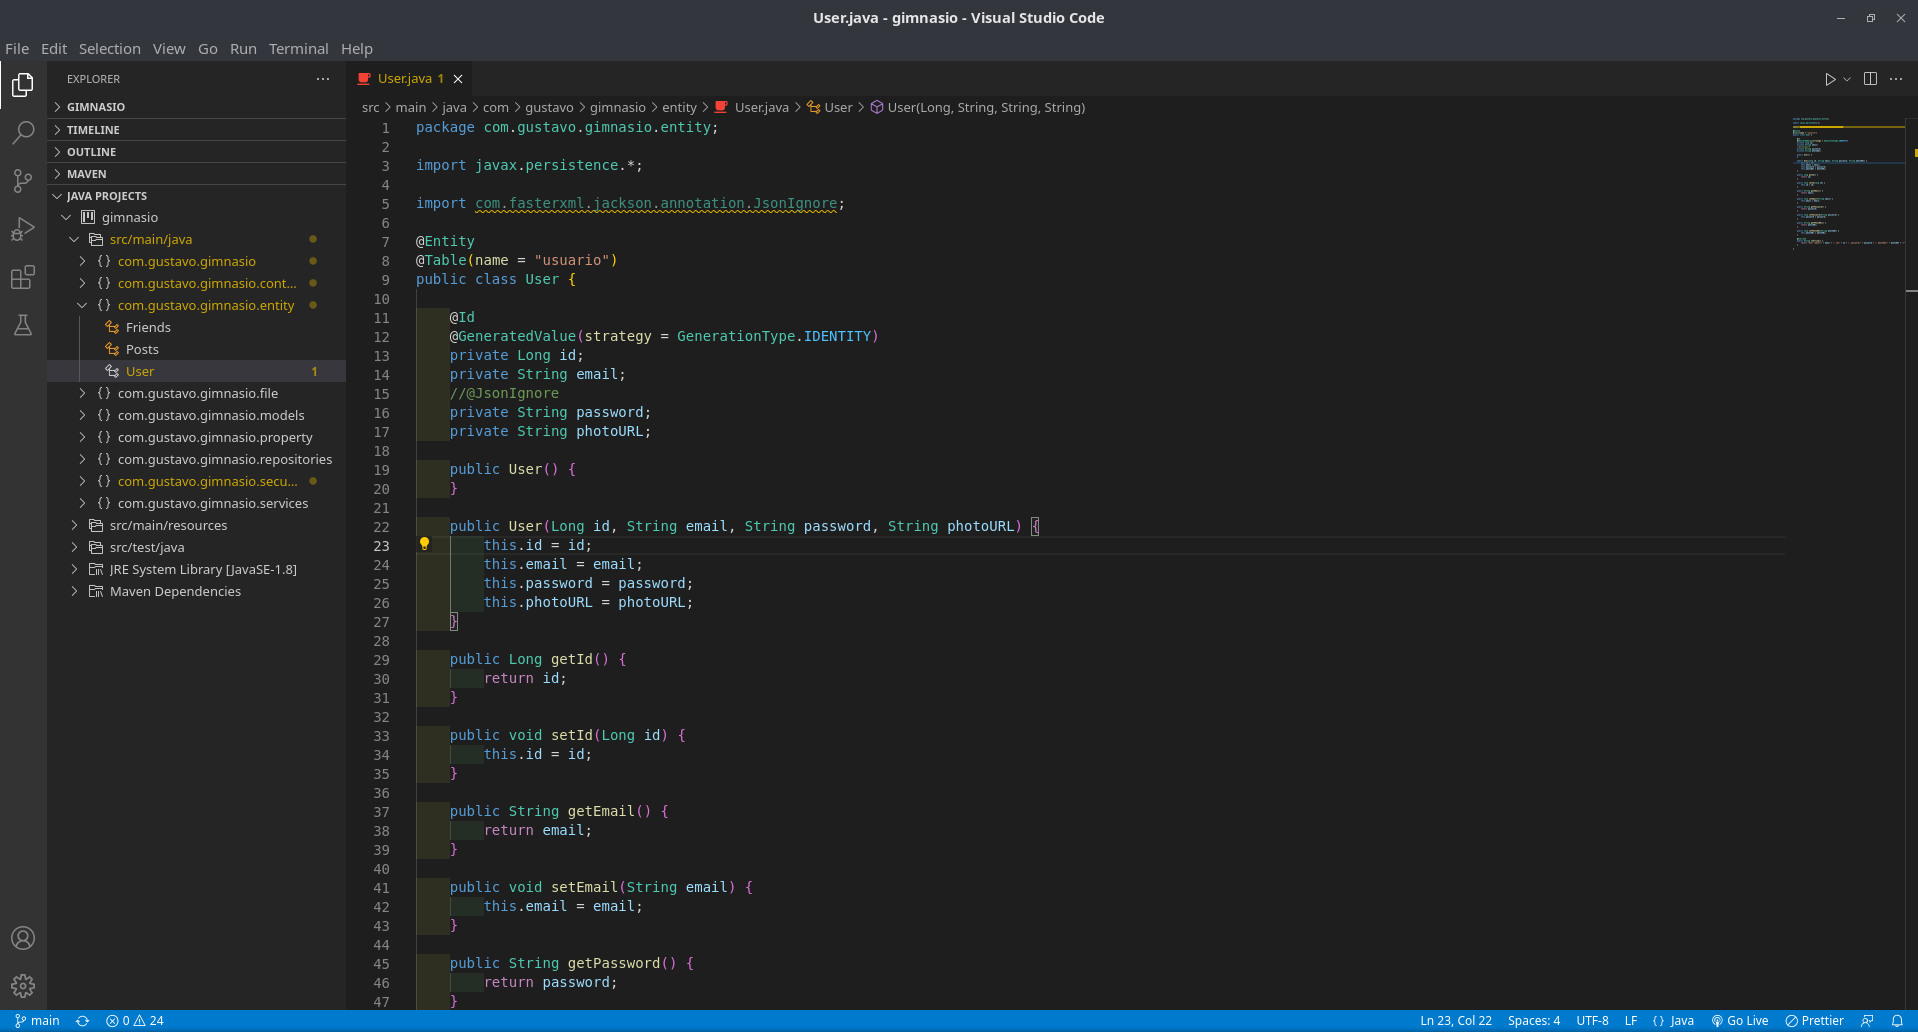 User.java - gimnasio - Visual Studio Code
File Edit Selection View Go Run Terminal Help
EXPLORER
GIMNASIO
TIMELINE
OUTLINE
MAVEN
JAVA PROJECTS
gimnasio
src/main/java
{} com.gustavo.gimnasio
{} com.gustavo.gimnasio.cont...
{} com.gustavo.gimnasio.entity
Friends
Posts
User 1
{} com.gustavo.gimnasio.file
{} com.gustavo.gimnasio.models
{} com.gustavo.gimnasio.property
{} com.gustavo.gimnasio.repositories
{} com.gustavo.gimnasio.secu...
{} com.gustavo.gimnasio.services
src/main/resources
src/test/java
JRE System Library [JavaSE-1.8]
Maven Dependencies
User.java 1
src > main > java > com > gustavo > gimnasio > entity > User.java > User > User(Long, String, String, String)
1 package com.gustavo.gimnasio.entity;
2
3 import javax.persistence.*;
4
5 import com.fasterxml.jackson.annotation.JsonIgnore;
6
7 @Entity
8 @Table(name = "usuario")
9 public class User {
10
11 @Id
12 @GeneratedValue(strategy = GenerationType.IDENTITY)
13 private Long id;
14 private String email;
15 //@JsonIgnore
16 private String password;
17 private String photoURL;
18
19 public User() {
20 }
21
22 public User(Long id, String email, String password, String photoURL) {
23 this.id = id;
24 this.email = email;
25 this.password = password;
26 this.photoURL = photoURL;
27 }
28
29 public Long getId() {
30 return id;
31 }
32
33 public void setId(Long id) {
34 this.id = id;
35 }
36
37 public String getEmail() {
38 return email;
39 }
40
41 public void setEmail(String email) {
42 this.email = email;
43 }
44
45 public String getPassword() {
46 return password;
47 }
main 0 24 Ln 23, Col 22 Spaces: 4 UTF-8 LF {} Java Go Live Prettier